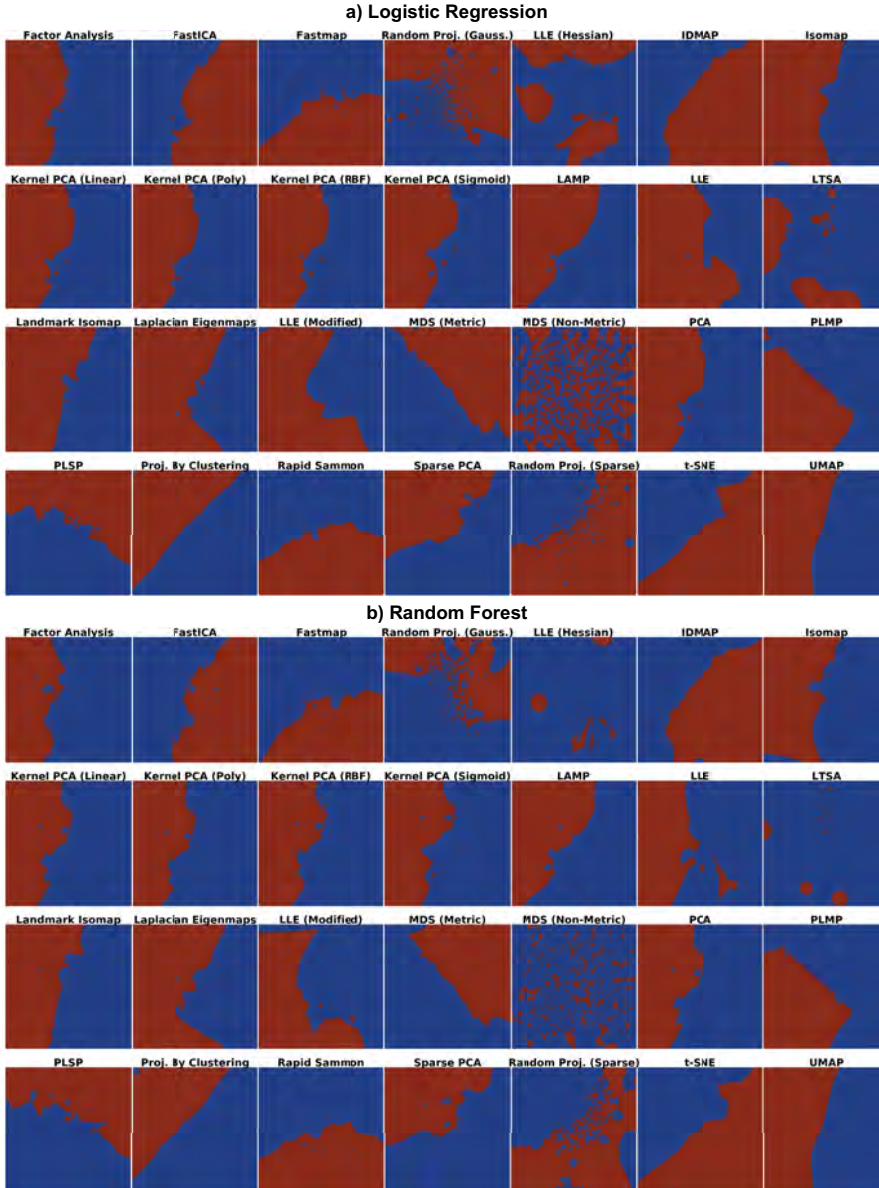 a) Logistic Regression
Factor Analysis FastICA Fastmap Random Proj. (Gauss.) LLE (Hessian) IDMAP Isomap
Kernel PCA (Linear) Kernel PCA (Poly) Kernel PCA (RBF) Kernel PCA (Sigmoid) LAMP LLE LTSA
Landmark Isomap Laplacian Eigenmaps LLE (Modified) MDS (Metric) MDS (Non-Metric) PCA PLMP
PLSP Proj. By Clustering Rapid Sammon Sparse PCA Random Proj. (Sparse) t-SNE UMAP
b) Random Forest
Factor Analysis FastICA Fastmap Random Proj. (Gauss.) LLE (Hessian) IDMAP Isomap
Kernel PCA (Linear) Kernel PCA (Poly) Kernel PCA (RBF) Kernel PCA (Sigmoid) LAMP LLE LTSA
Landmark Isomap Laplacian Eigenmaps LLE (Modified) MDS (Metric) MDS (Non-Metric) PCA PLMP
PLSP Proj. By Clustering Rapid Sammon Sparse PCA Random Proj. (Sparse) t-SNE UMAP